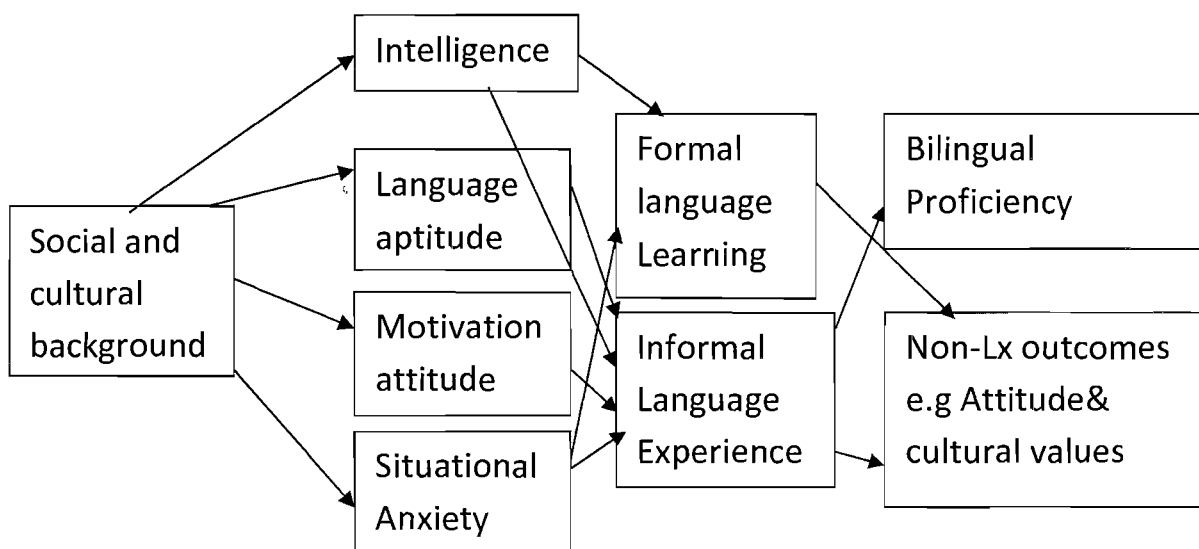 Intelligence
Language
aptitude
Motivation
attitude
Situational
Anxiety
Social and
cultural
background
Formal
language
Learning
Informal
Language
Experience
Bilingual
Proficiency
Non-Lx outcomes
e.g Attitude&
cultural values